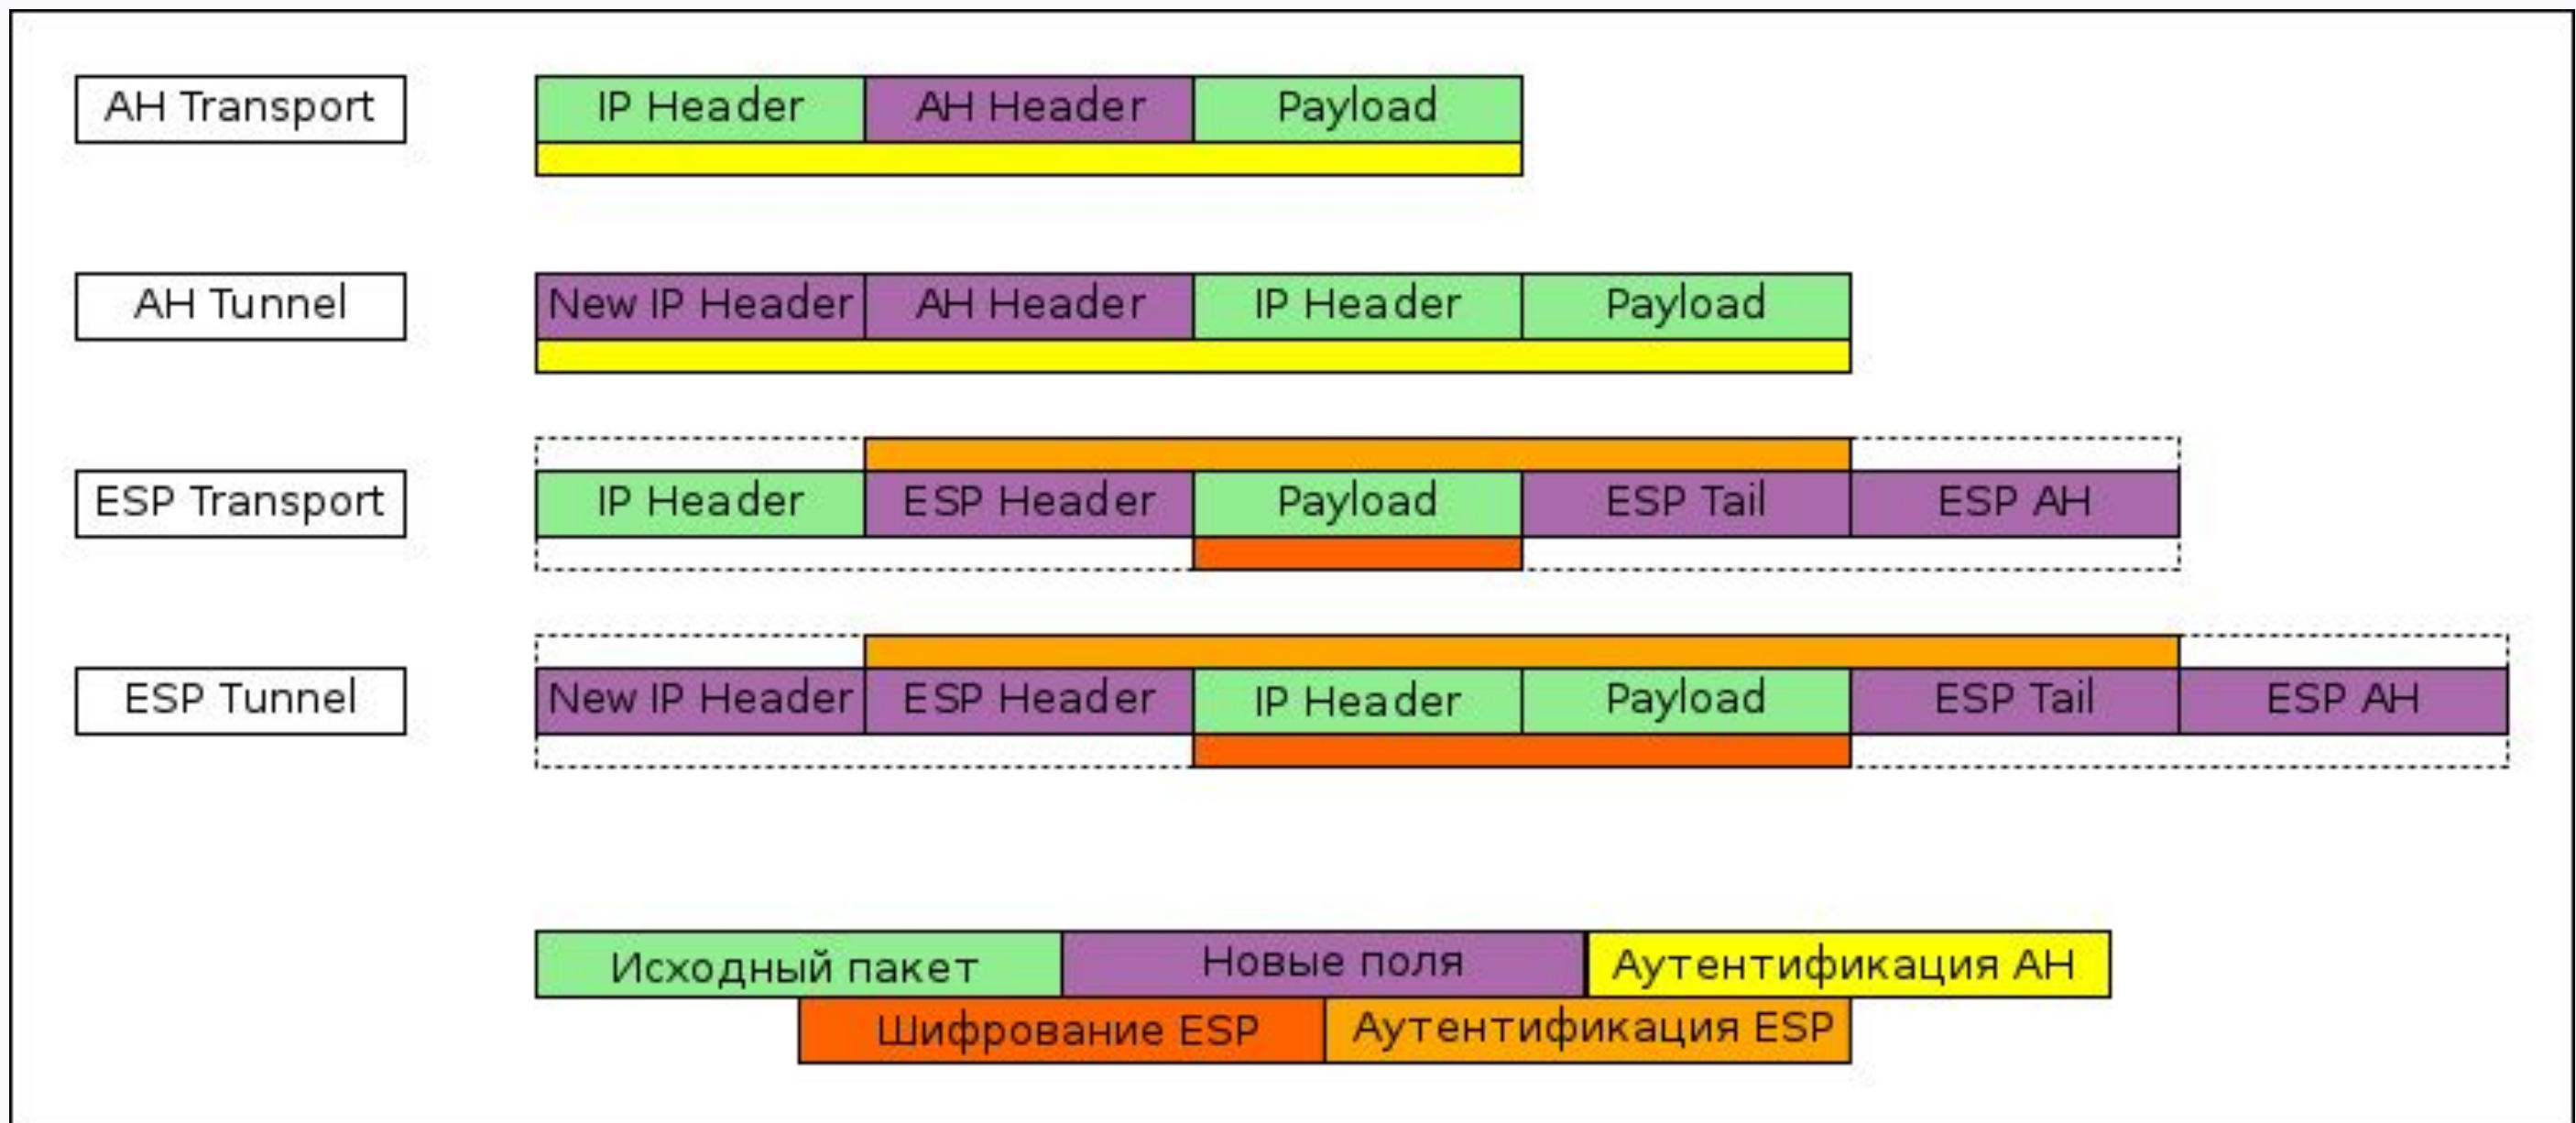 AH Transport IP Header AH Header Payload
AH Tunnel New IP Header AH Header IP Header Payload
ESP Transport IP Header ESP Header Payload ESP Tail ESP AH
ESP Tunnel New IP Header ESP Header IP Header Payload ESP Tail ESP AH
Исходный пакет Новые поля Аутентификация AH
Шифрование ESP Аутентификация ESP